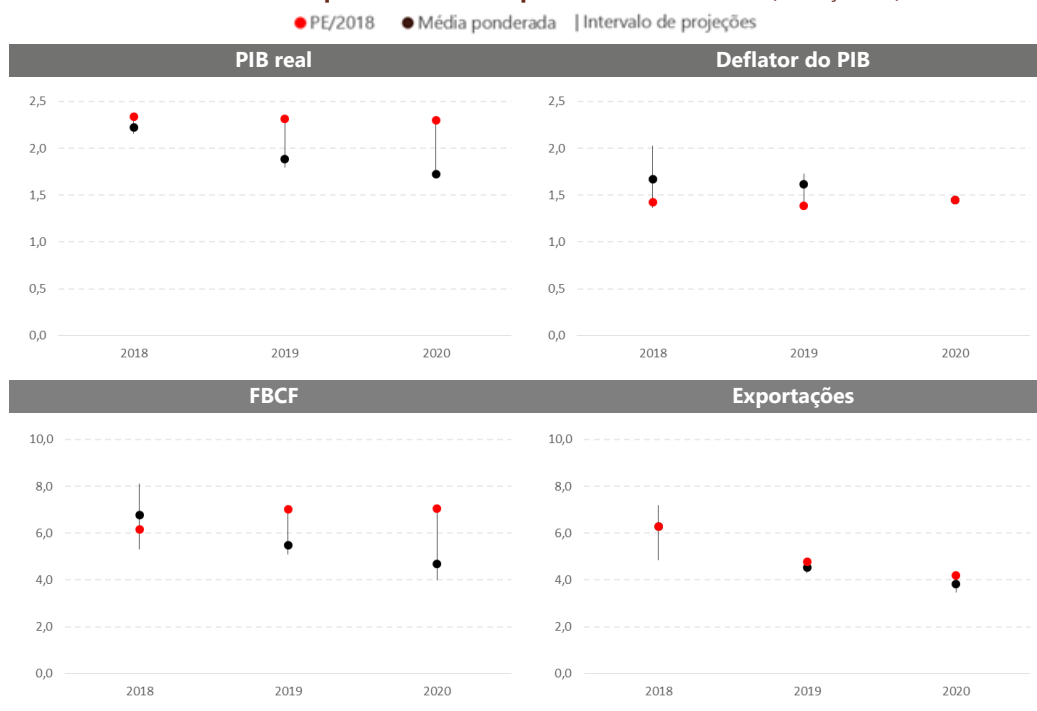 PE/2018 Média ponderada Intervalo de projeções
PIB real
Deflator do PIB
2,5
2,0
1,5
1,0
0,5
0,0
2018 2019 2020
2,5
2,0
1,5
1,0
0,5
0,0
2018 2019 2020
FBCF
Exportações
10,0
8,0
6,0
4,0
2,0
0,0
2018 2019 2020
10,0
8,0
6,0
4,0
2,0
0,0
2018 2019 2020